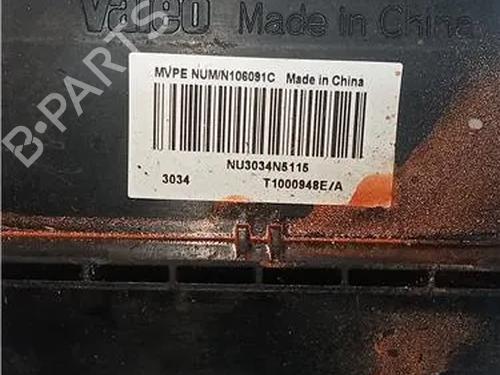 Valeo Made in China
MVPE NUM/N106091C Made in China
NU3034N5115
3034 T1000948E/A
B-PARTS